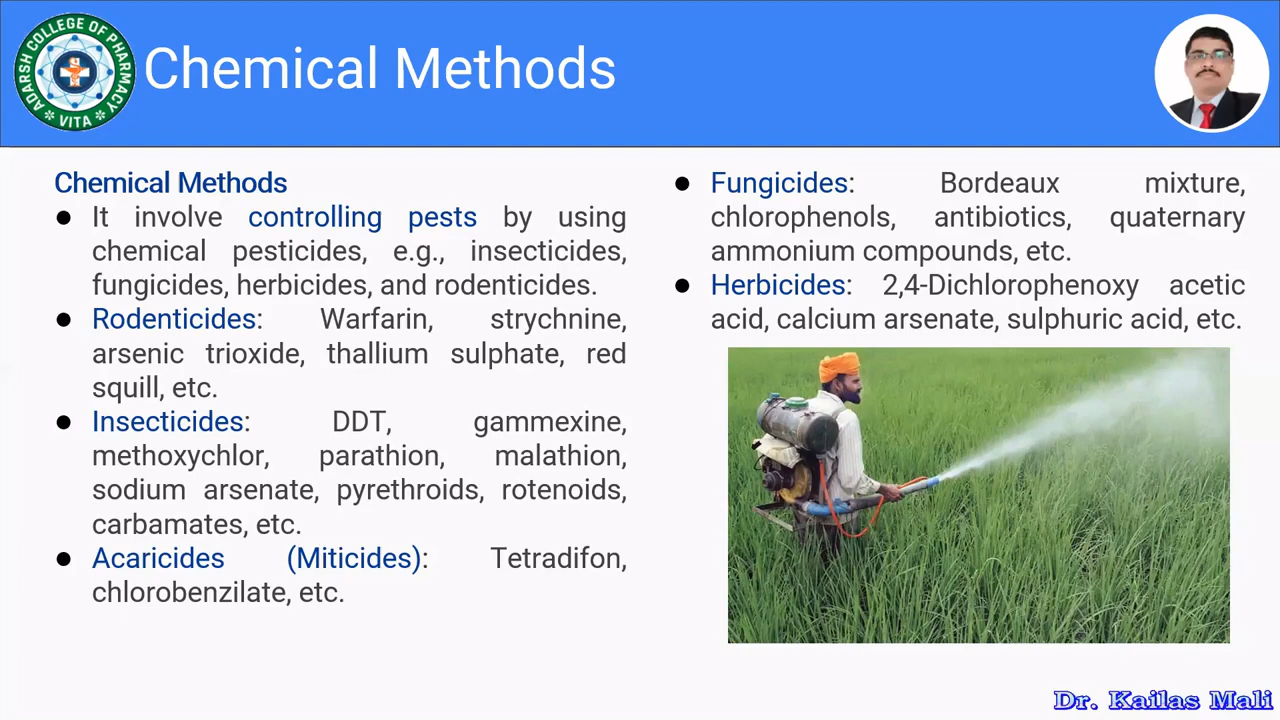 ADARSH COLLEGE OF PHARMACY
VITA
Chemical Methods
Chemical Methods
● It involve controlling pests by using
chemical pesticides, e.g., insecticides,
fungicides, herbicides, and rodenticides.
● Rodenticides: Warfarin, strychnine,
arsenic trioxide, thallium sulphate, red
squill, etc.
● Insecticides: DDT, gammexine,
methoxychlor, parathion, malathion,
sodium arsenate, pyrethroids, rotenoids,
carbamates, etc.
● Acaricides (Miticides): Tetradifon,
chlorobenzilate, etc.
● Fungicides: Bordeaux mixture,
chlorophenols, antibiotics, quaternary
ammonium compounds, etc.
● Herbicides: 2,4-Dichlorophenoxy acetic
acid, calcium arsenate, sulphuric acid, etc.
Dr. Kailas Mali